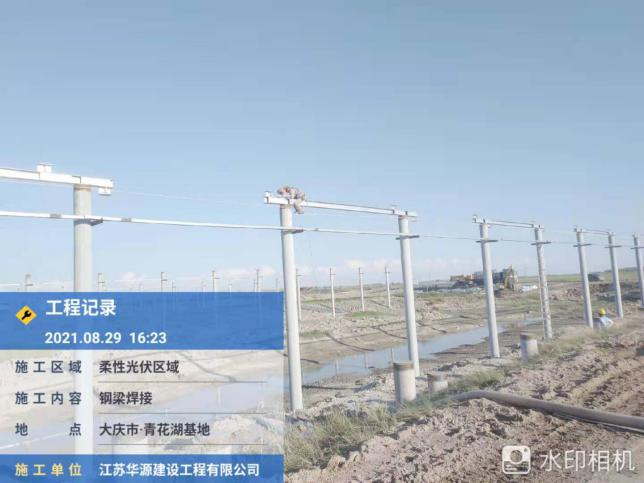 工程记录
2021.08.29 16:23
施工区域 柔性光伏区域
施工内容 钢梁焊接
地 点 大庆市·青花湖基地
施工单位 江苏华源建设工程有限公司
水印相机